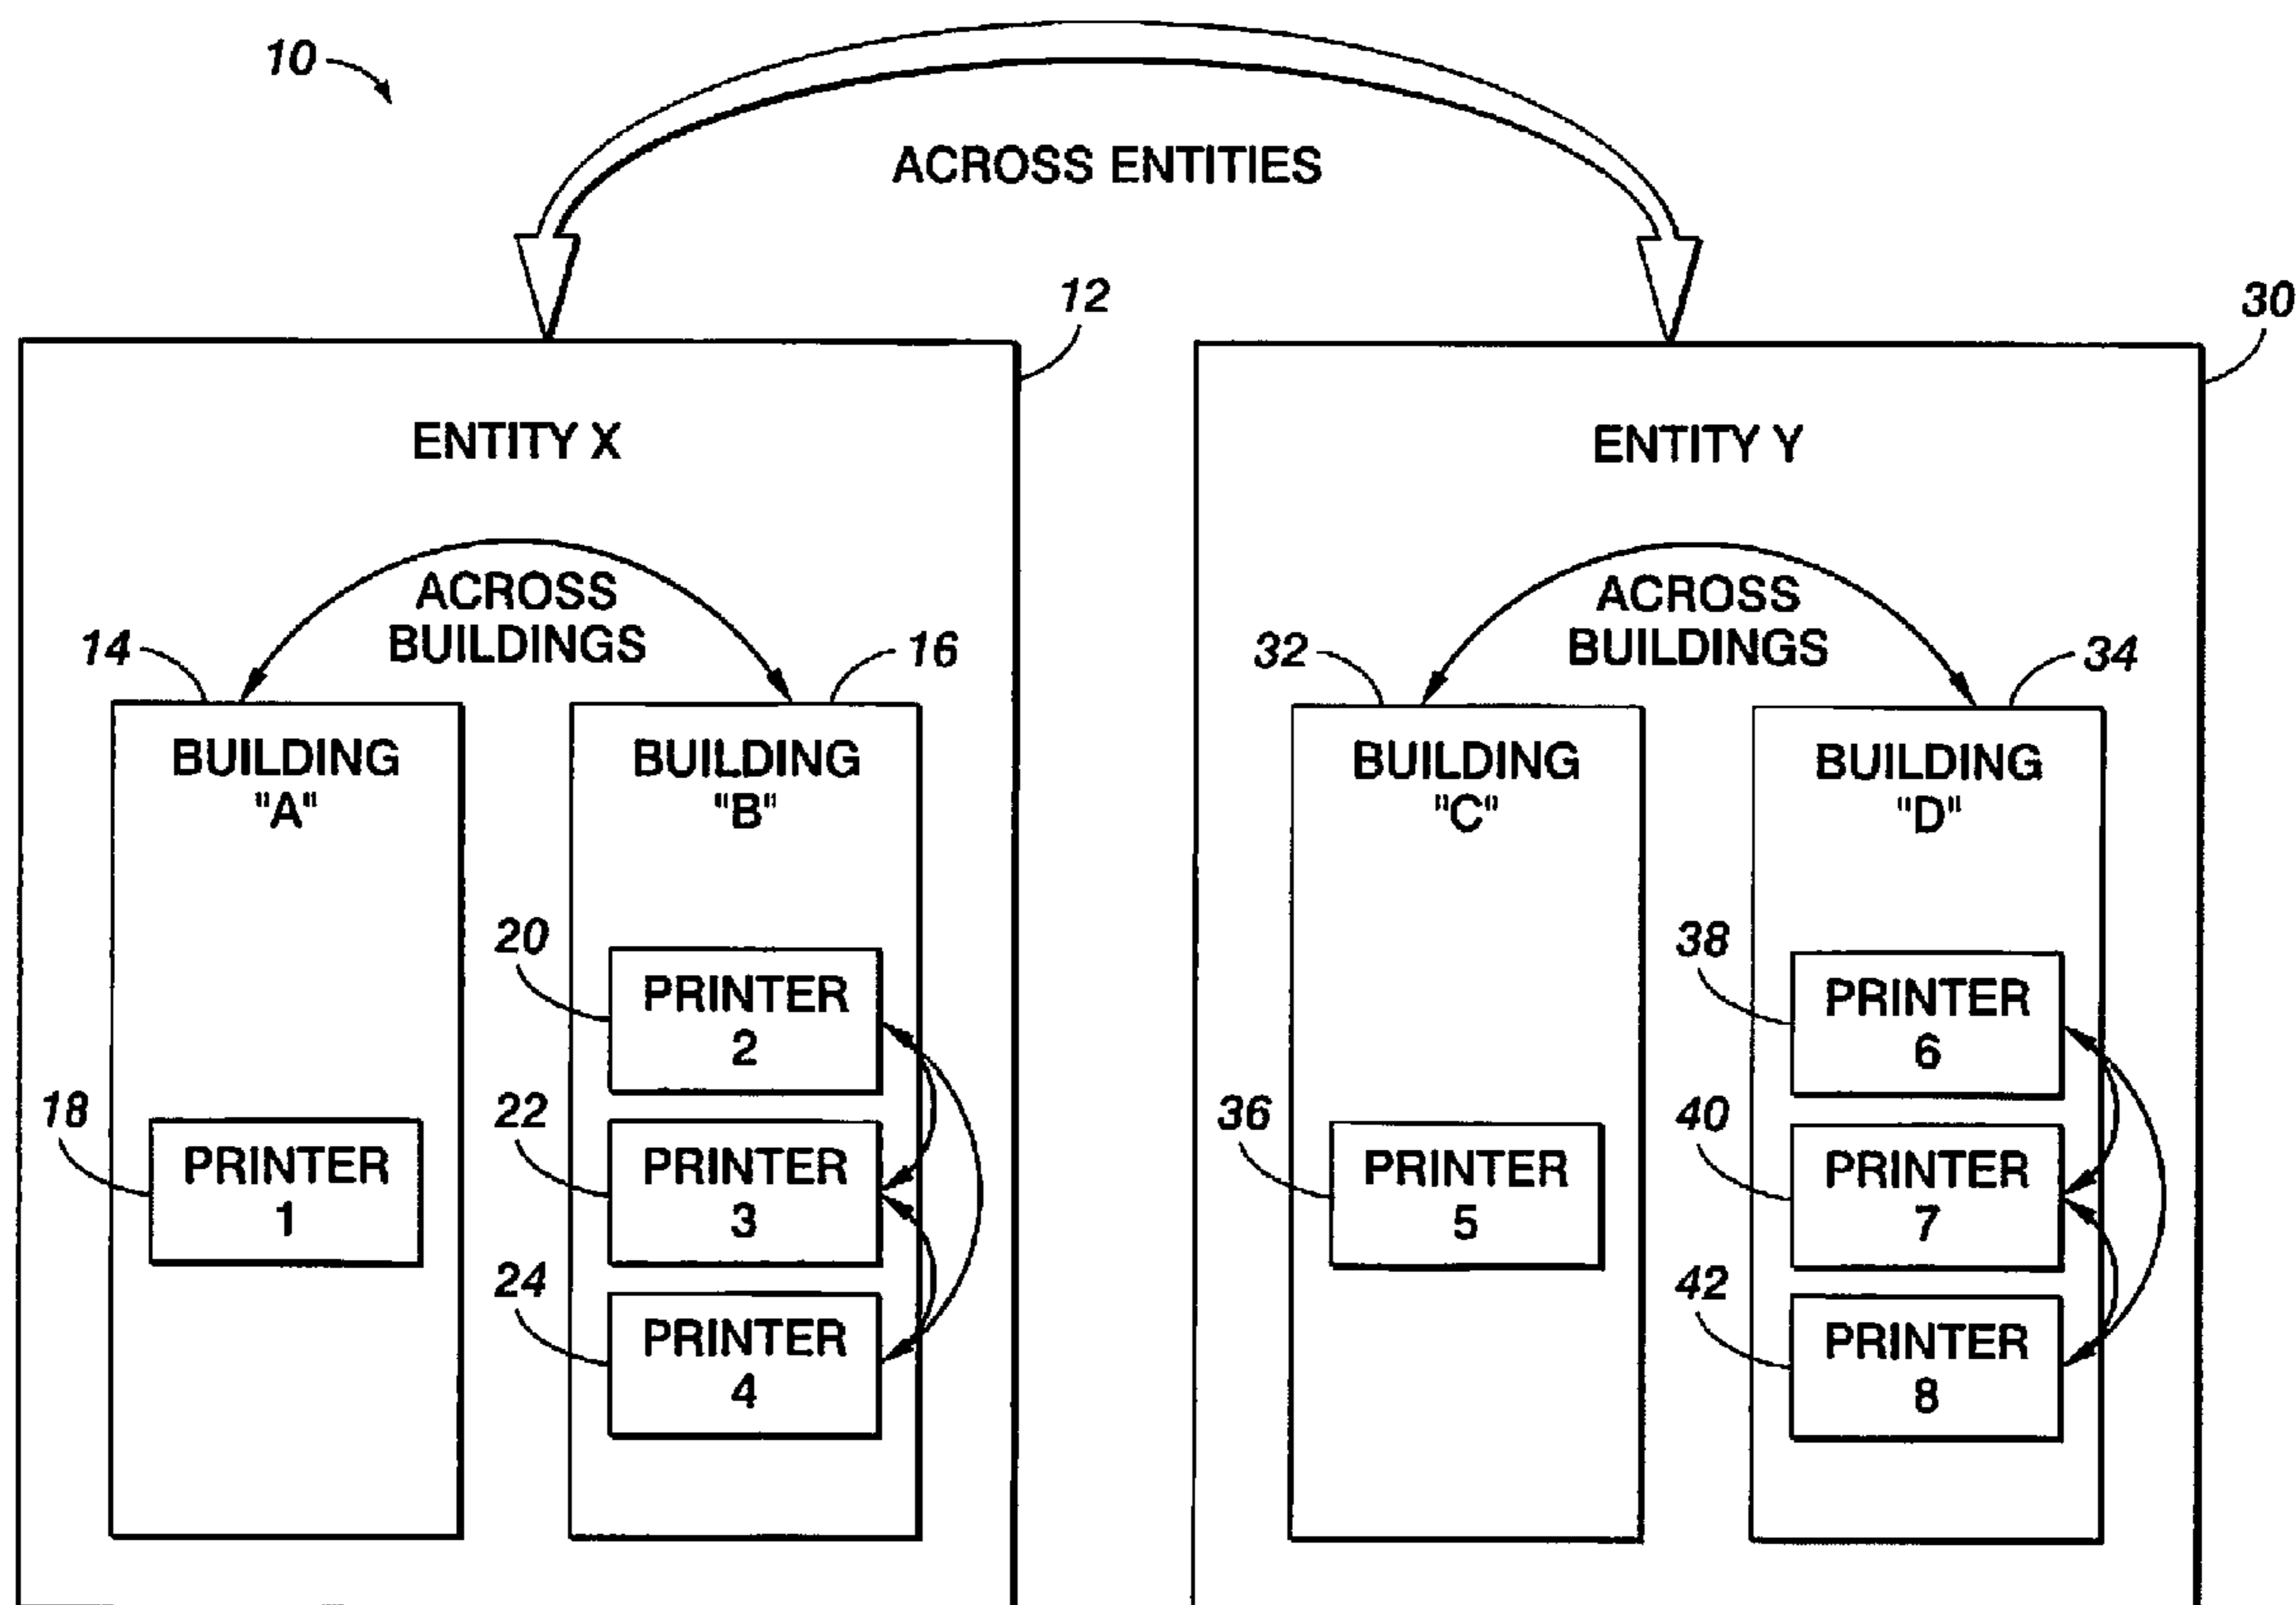 10
ACROSS ENTITIES
12
30
ENTITY X
ENTITY Y
ACROSS
BUILDINGS
ACROSS
BUILDINGS
14
16
32
34
BUILDING
"A"
BUILDING
"B"
BUILDING
"C"
BUILDING
"D"
20
PRINTER
2
38
PRINTER
6
18
PRINTER
1
22
PRINTER
3
36
PRINTER
5
40
PRINTER
7
24
PRINTER
4
42
PRINTER
8